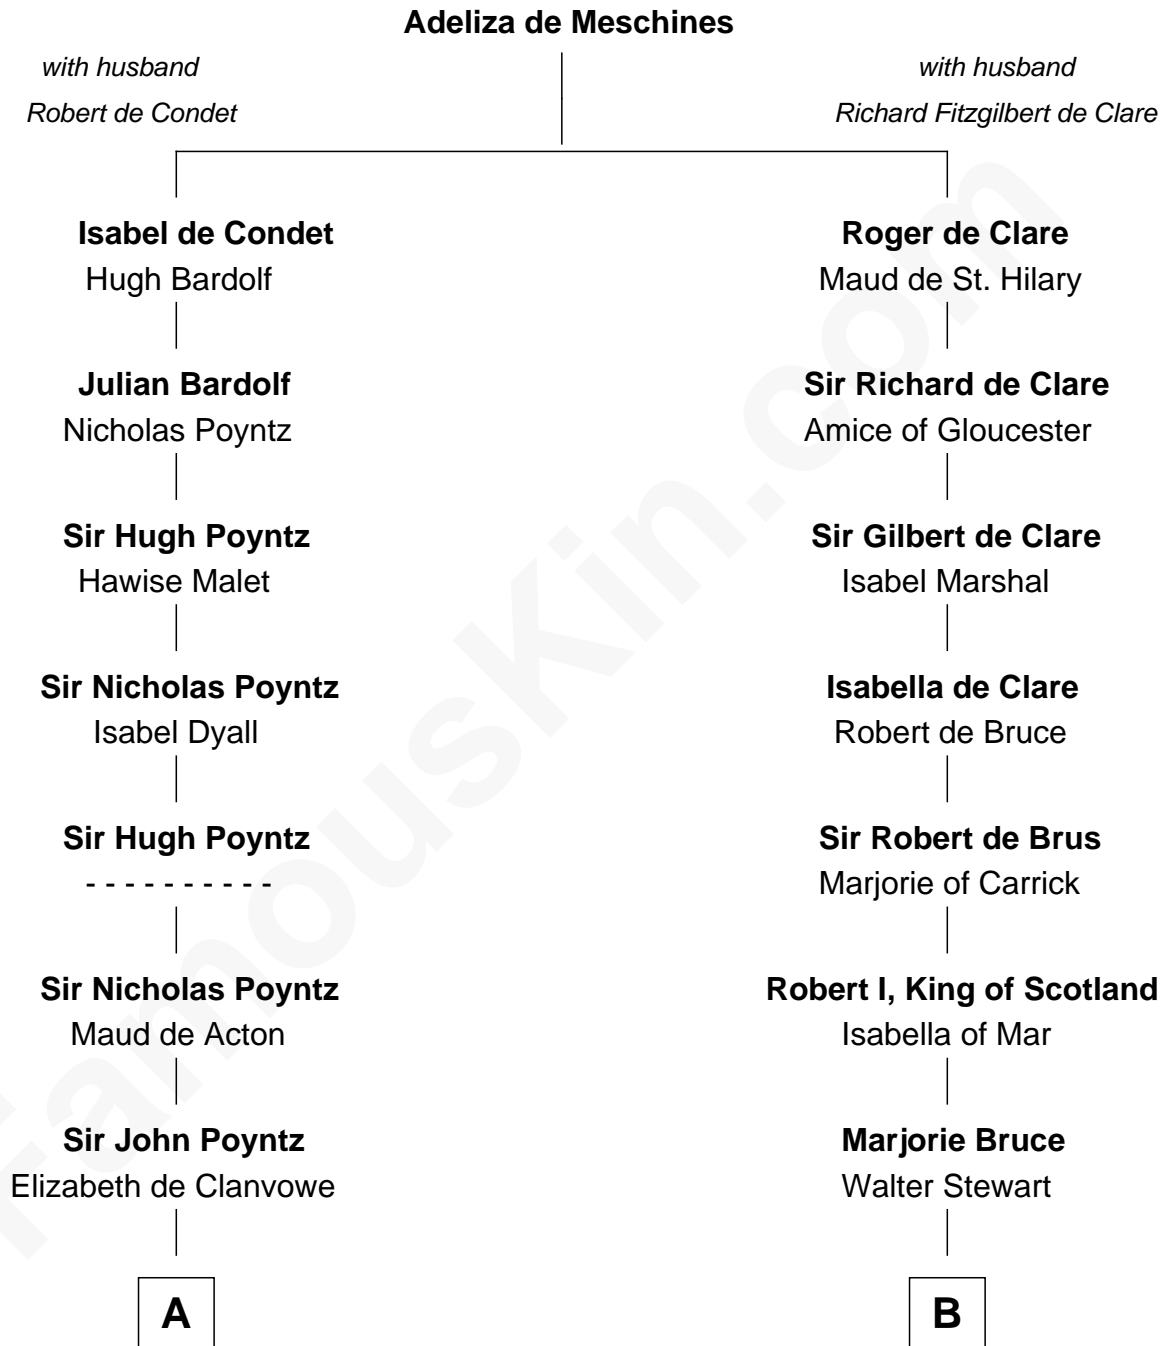 Adeliza de Meschines
with husband
Robert de Condet
with husband
Richard Fitzgilbert de Clare
Isabel de Condet
Hugh Bardolf
Roger de Clare
Maud de St. Hilary
Julian Bardolf
Nicholas Poyntz
Sir Richard de Clare
Amice of Gloucester
Sir Hugh Poyntz
Hawise Malet
Sir Gilbert de Clare
Isabel Marshal
Sir Nicholas Poyntz
Isabel Dyall
Isabella de Clare
Robert de Bruce
Sir Hugh Poyntz
- - - - - - - - - -
Sir Robert de Brus
Marjorie of Carrick
Sir Nicholas Poyntz
Maud de Acton
Robert I, King of Scotland
Isabella of Mar
Sir John Poyntz
Elizabeth de Clanvowe
Marjorie Bruce
Walter Stewart
A
B
FamousKin.com